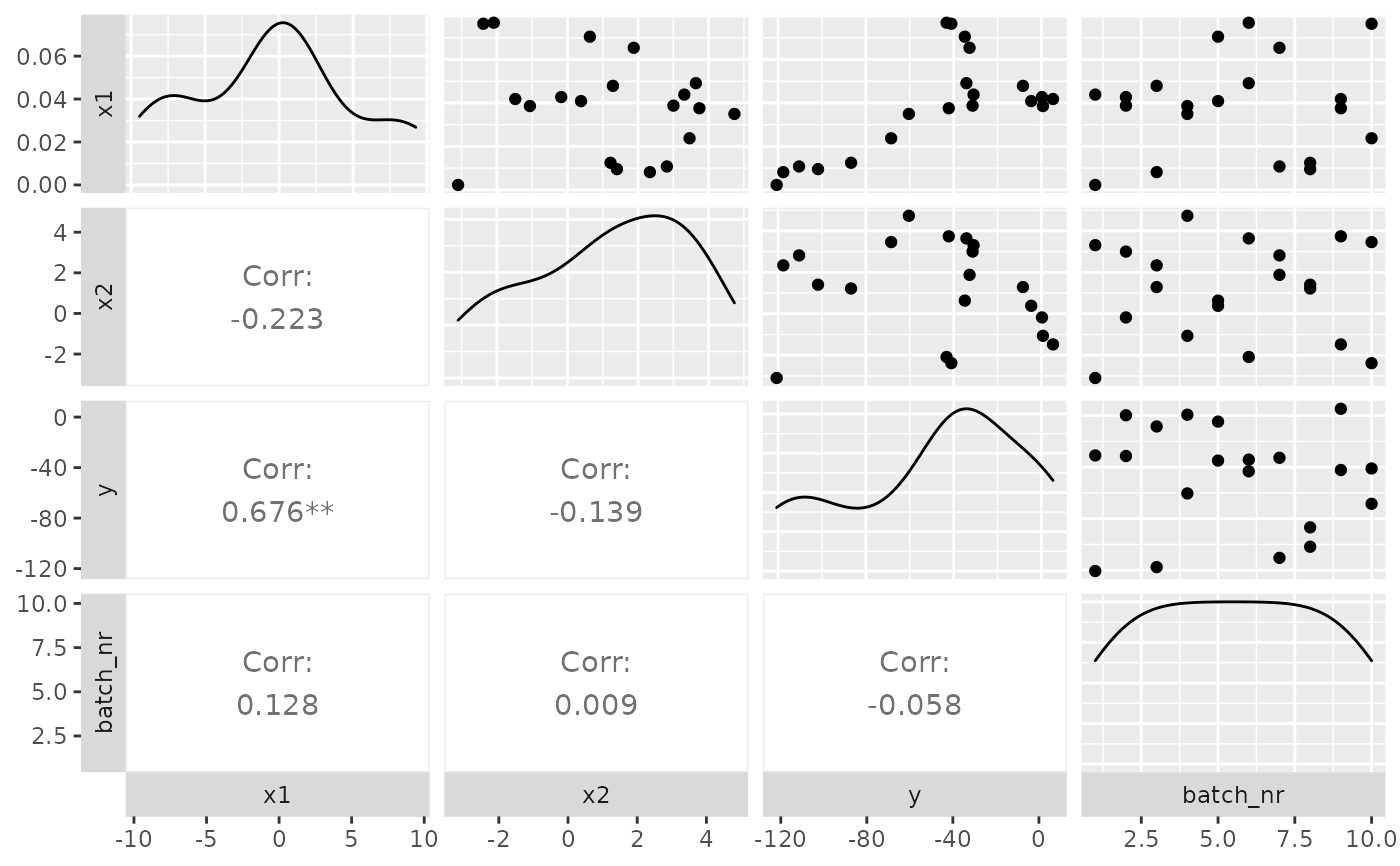 0.06
0.04
0.02
0.00
x1
4
2
0
-2
x2
Corr:
-0.223
0
-40
-80
-120
y
Corr:
0.676**
Corr:
-0.139
10.0
7.5
5.0
2.5
batch_nr
Corr:
0.128
Corr:
0.009
Corr:
-0.058
x1 x2 y batch_nr
-10 -5 0 5 10 -2 0 2 4 -120 -80 -40 0 2.5 5.0 7.5 10.0